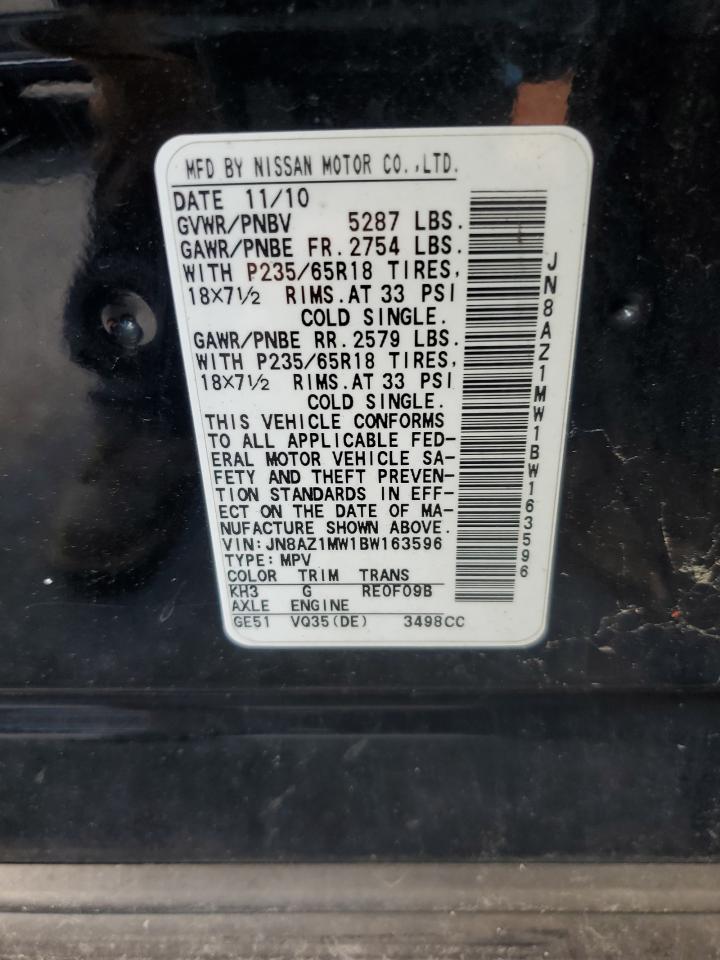 MFD BY NISSAN MOTOR CO.,LTD.
DATE 11/10
GVWR/PNBV 5287 LBS.
GAWR/PNBE FR. 2754 LBS.
WITH P235/65R18 TIRES,
18×7½ RIMS. AT 33 PSI
COLD SINGLE.
GAWR/PNBE RR. 2579 LBS.
WITH P235/65R18 TIRES,
18×7½ RIMS. AT 33 PSI
COLD SINGLE.
THIS VEHICLE CONFORMS
TO ALL APPLICABLE FED-
ERAL MOTOR VEHICLE SA-
FETY AND THEFT PREVEN-
TION STANDARDS IN EFF-
ECT ON THE DATE OF MA-
NUFACTURE SHOWN ABOVE.
VIN:JN8AZ1MW1BW163596
TYPE:MPV
COLOR TRIM TRANS
KH3 G RE0F09B
AXLE ENGINE
GE51 VQ35(DE) 3498CC
JN8AZ1MW1BW163596